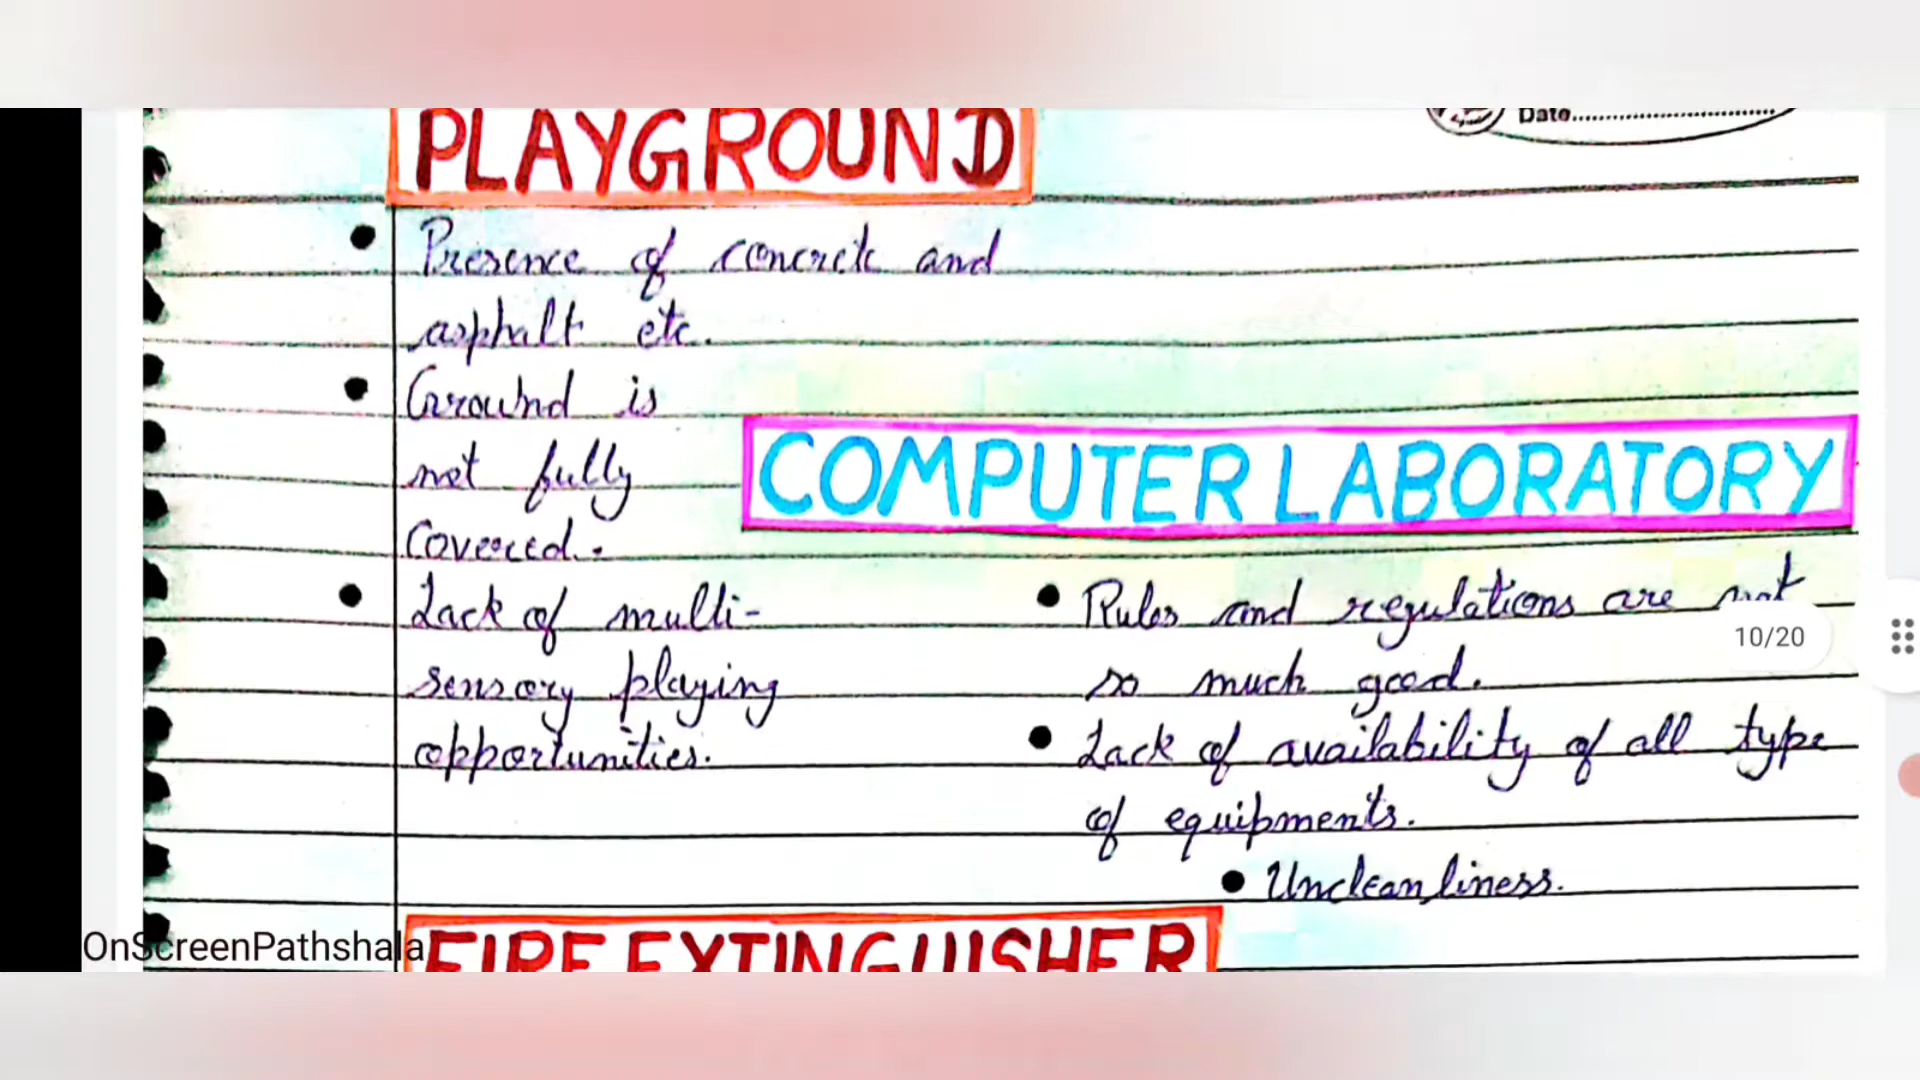 PLAYGROUND
Date
• Presence of concrete and
asphalt etc.
• Ground is
not fully
covered.
• Lack of multi-
sensory playing
opportunities.
COMPUTER LABORATORY
• Rules and regulations are not
so much good.
• Lack of availability of all type
of equipments.
• Uncleanliness.
10/20
FIRE EXTINGUISHER
OnScreenPathshala